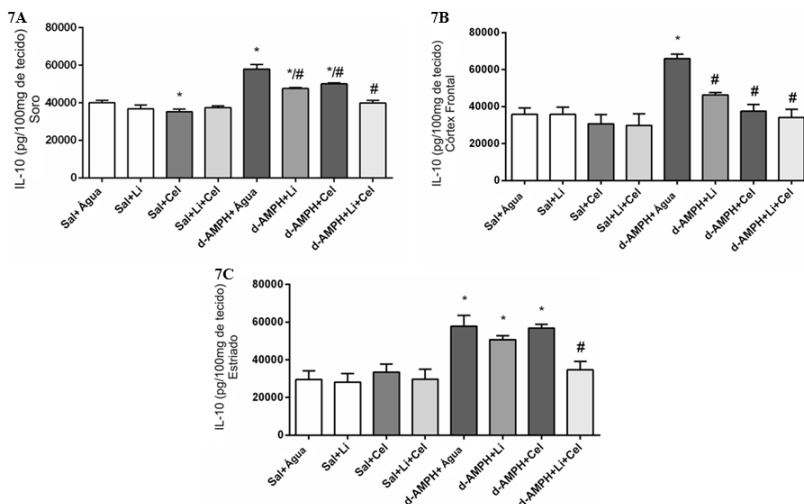 7A
IL-10 (pg/100mg de tecido)
Soro
80000
60000
40000
20000
0
*
*
*/#
*/#
#
Sal+Água
Sal+Li
Sal+Cel
Sal+Li+Cel
d-AMPH+Água
d-AMPH+Li
d-AMPH+Cel
d-AMPH+Li+Cel
7B
IL-10 (pg/100mg de tecido)
Córtex Frontal
80000
60000
40000
20000
0
*
#
#
#
Sal+Água
Sal+Li
Sal+Cel
Sal+Li+Cel
d-AMPH+Água
d-AMPH+Li
d-AMPH+Cel
d-AMPH+Li+Cel
7C
IL-10 (pg/100mg de tecido)
Estriado
80000
60000
40000
20000
0
*
*
*
#
Sal+Água
Sal+Li
Sal+Cel
Sal+Li+Cel
d-AMPH+Água
d-AMPH+Li
d-AMPH+Cel
d-AMPH+Li+Cel